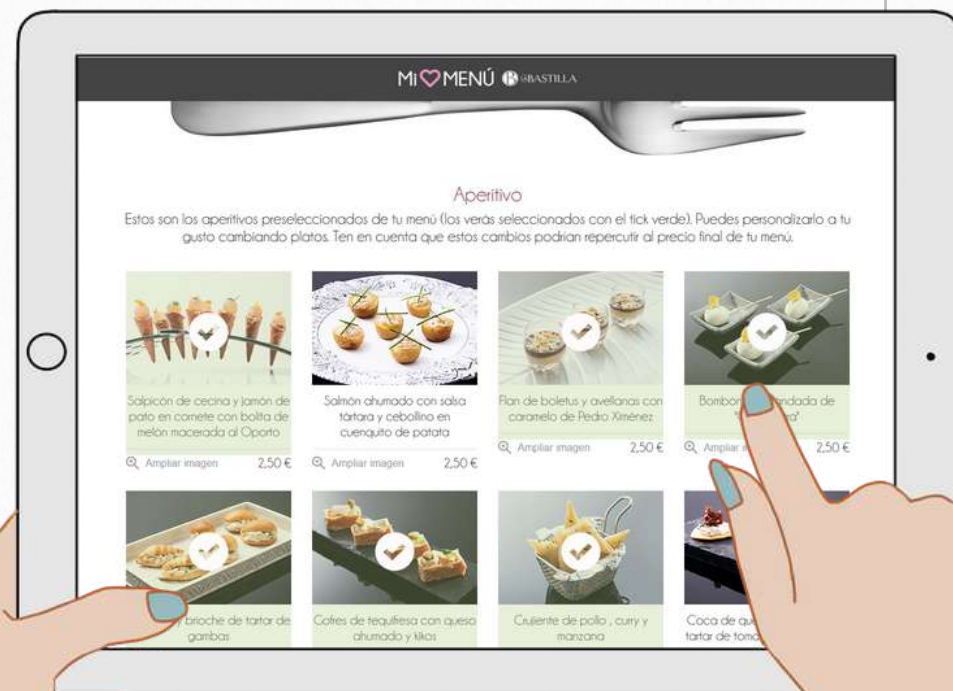 Mi MENÚ B @BASTILLA
Aperitivo
Estos son los aperitivos preseleccionados de tu menú (los verás seleccionados con el tick verde). Puedes personalizarlo a tu
gusto cambiando platos. Ten en cuenta que estos cambios podrían repercutir al precio final de tu menú.
Salpicón de cecina y jamón de
pato en cornete con bolita de
melón macerada al Oporto
Ampliar imagen 2,50 €
Salmón ahumado con salsa
tártara y cebollino en
cuenquito de patata
Ampliar imagen 2,50 €
Flan de boletus y avellanas con
caramelo de Pedro Ximénez
Ampliar imagen 2,50 €
Bombón de
Ampliar 2,50 €
brioche de tartar de
gambas
Cofres de tequifresa con queso
ahumado y kikos
Crujiente de pollo , curry y
manzana
Coca de
tartar de